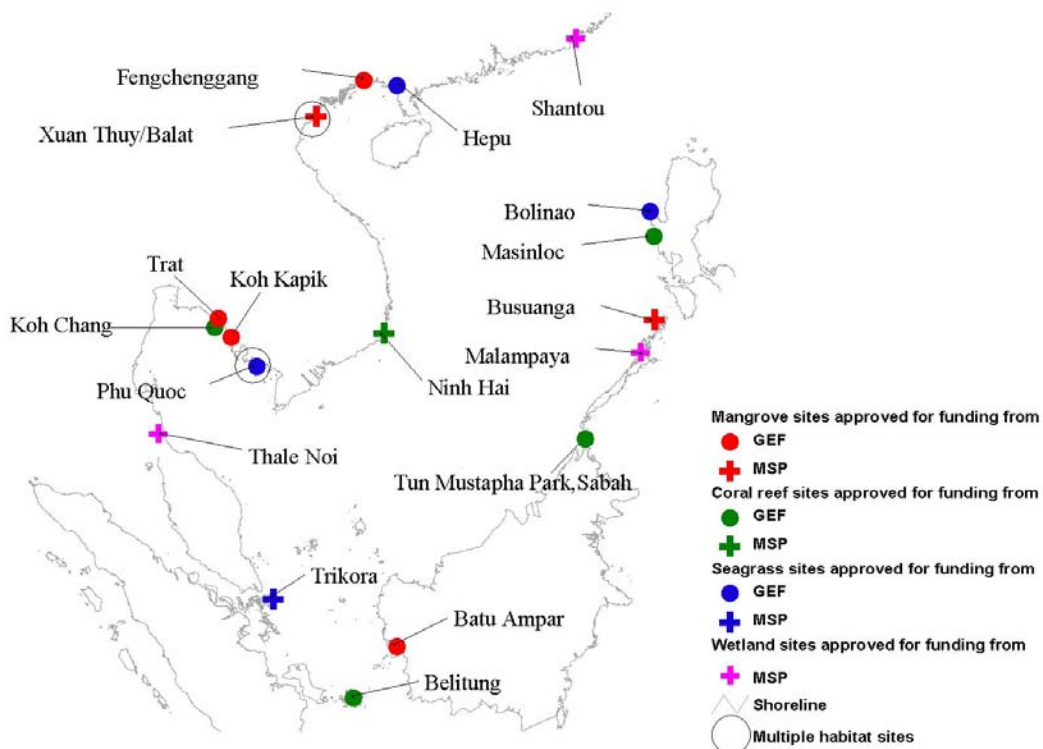 Fengchenggang
Shantou
Xuan Thuy/Balat
Hepu
Bolinao
Masinloc
Trat
Koh Kapik
Busuanga
Koh Chang
Malampaya
Phu Quoc
Ninh Hai
Thale Noi
Tun Mustapha Park,Sabah
Trikora
Batu Ampar
Belitung
Mangrove sites approved for funding from
GEF
MSP
Coral reef sites approved for funding from
GEF
MSP
Seagrass sites approved for funding from
GEF
MSP
Wetland sites approved for funding from
MSP
Shoreline
Multiple habitat sites